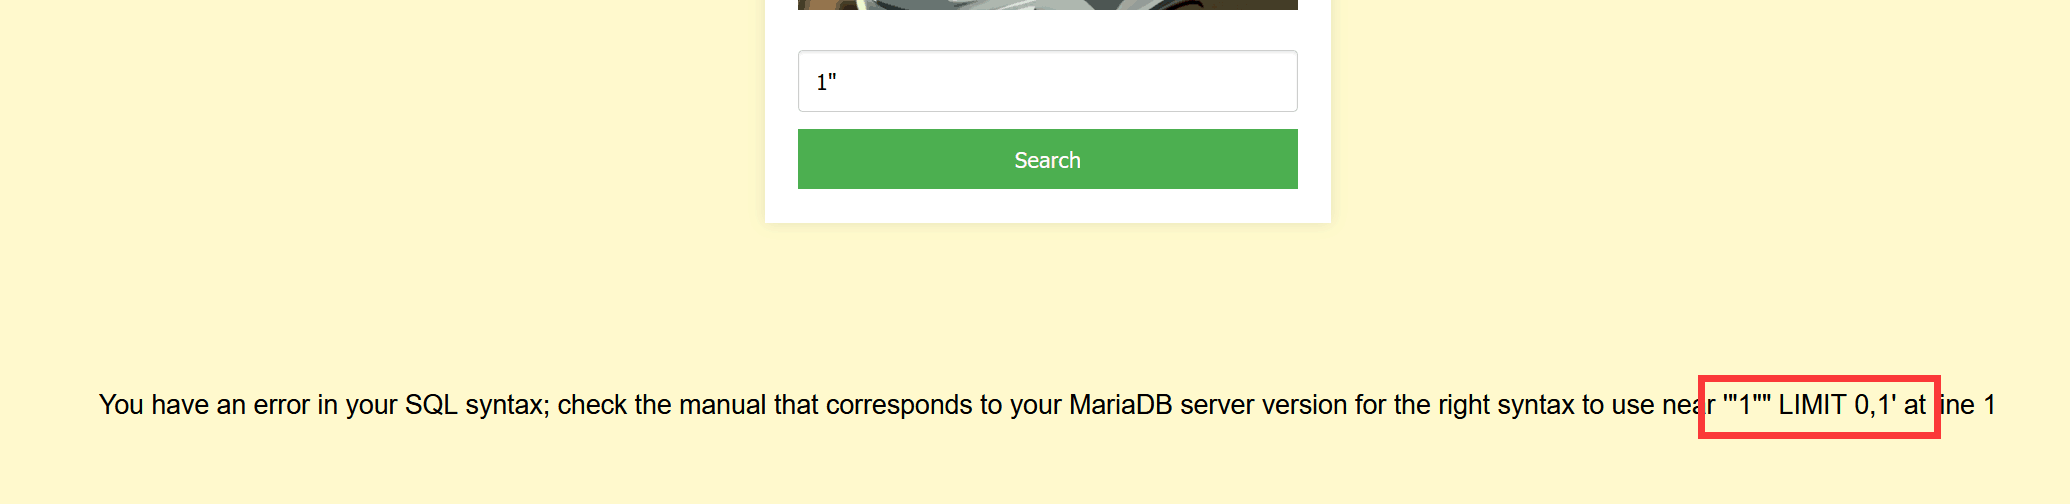 1"
Search
You have an error in your SQL syntax; check the manual that corresponds to your MariaDB server version for the right syntax to use near '"1"" LIMIT 0,1' at line 1